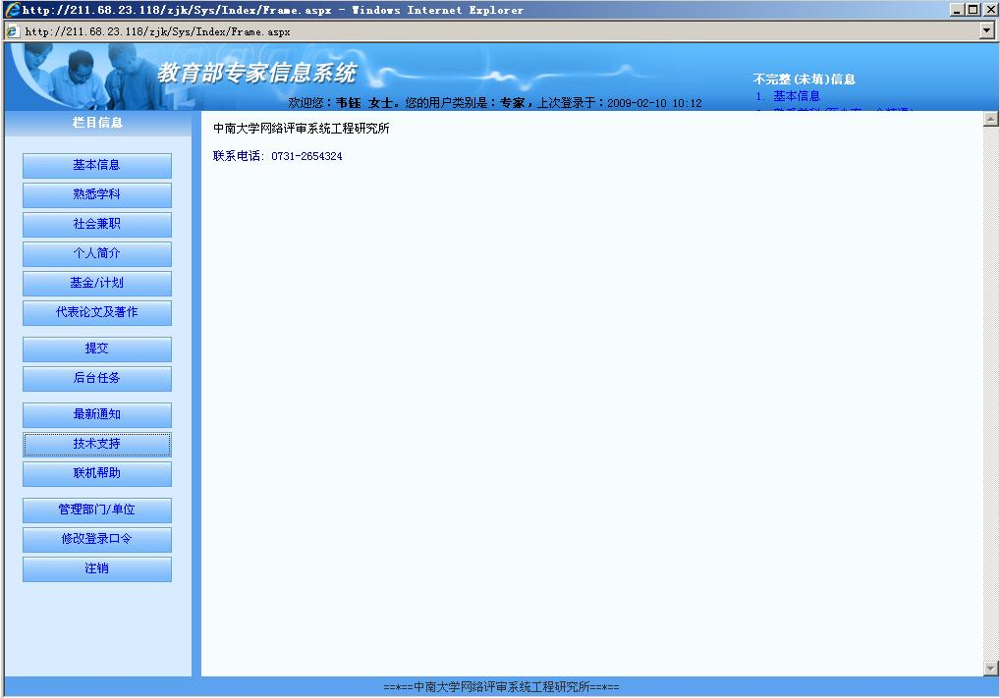 http://211.68.23.118/zjk/Sys/Index/Frame.aspx - Windows Internet Explorer
http://211.68.23.118/zjk/Sys/Index/Frame.aspx
教育部专家信息系统
不完整(未填)信息
1. 基本信息
欢迎您：韦钰 女士。您的用户类别是：专家，上次登录于：2009-02-10 10:12
栏目信息
中南大学网络评审系统工程研究所
联系电话: 0731-2654324
基本信息
熟悉学科
社会兼职
个人简介
基金/计划
代表论文及著作
提交
后台任务
最新通知
技术支持
联机帮助
管理部门/单位
修改登录口令
注销
==*==中南大学网络评审系统工程研究所==*==